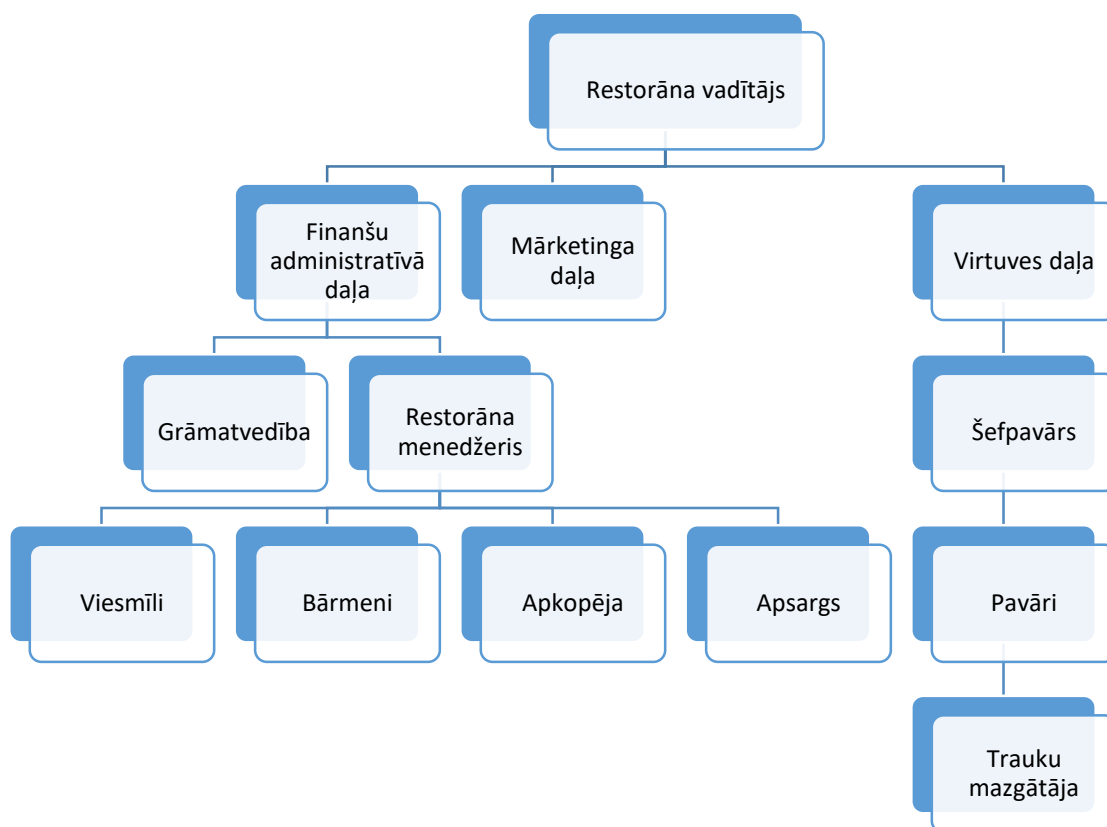 Restorāna vadītājs
Finanšu
administratīvā
daļa
Mārketinga
daļa
Virtuves daļa
Grāmatvedība
Restorāna
menedžeris
Šefpavārs
Viesmīli
Bārmeni
Apkopēja
Apsargs
Pavāri
Trauku
mazgātāja